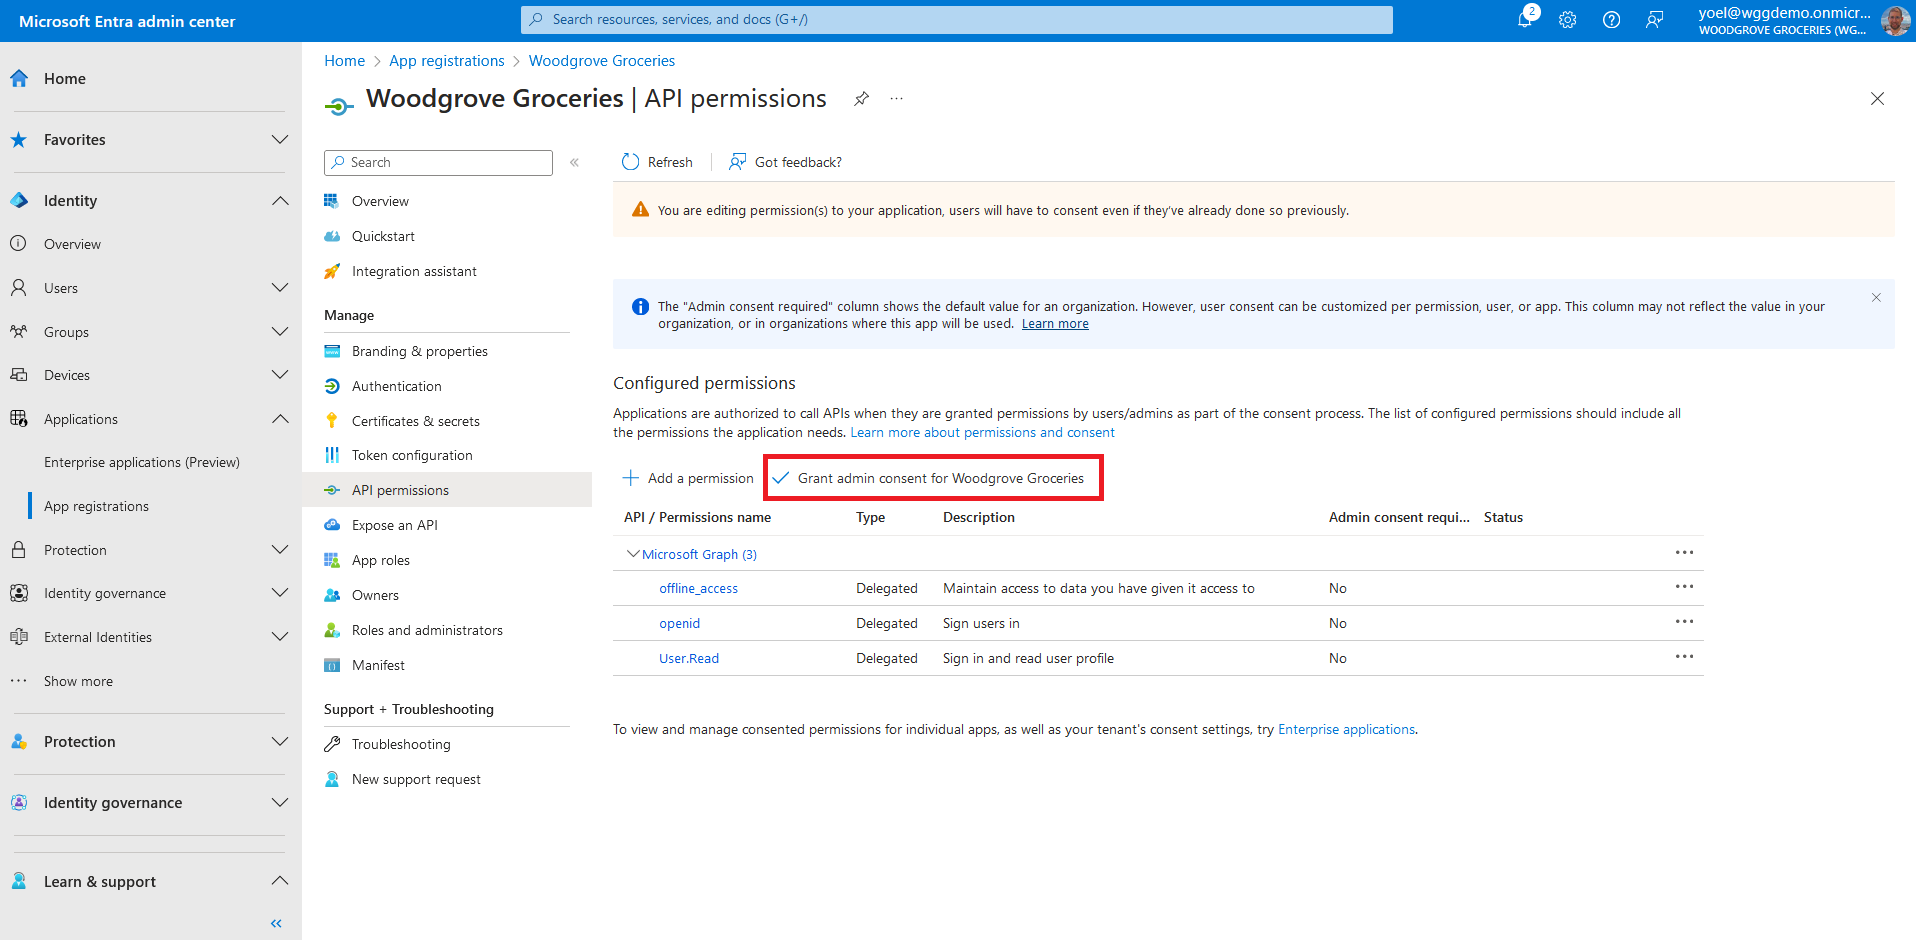 Microsoft Entra admin center
Search resources, services, and docs (G+/)
2
yoel@wggdemo.onmicr...
WOODGROVE GROCERIES (WG...
Home
Favorites
Identity
Overview
Users
Groups
Devices
Applications
Enterprise applications (Preview)
App registrations
Protection
Identity governance
External Identities
Show more
Protection
Identity governance
Learn & support
Home > App registrations > Woodgrove Groceries
Woodgrove Groceries | API permissions
Search
Overview
Quickstart
Integration assistant
Manage
Branding & properties
Authentication
Certificates & secrets
Token configuration
API permissions
Expose an API
App roles
Owners
Roles and administrators
Manifest
Support + Troubleshooting
Troubleshooting
New support request
Refresh
Got feedback?
You are editing permission(s) to your application, users will have to consent even if they've already done so previously.
The "Admin consent required" column shows the default value for an organization. However, user consent can be customized per permission, user, or app. This column may not reflect the value in your
organization, or in organizations where this app will be used. Learn more
Configured permissions
Applications are authorized to call APIs when they are granted permissions by users/admins as part of the consent process. The list of configured permissions should include all
the permissions the application needs. Learn more about permissions and consent
Add a permission
Grant admin consent for Woodgrove Groceries
API / Permissions name Type Description Admin consent requi... Status
Microsoft Graph (3)
offline_access Delegated Maintain access to data you have given it access to No
openid Delegated Sign users in No
User.Read Delegated Sign in and read user profile No
To view and manage consented permissions for individual apps, as well as your tenant's consent settings, try Enterprise applications.